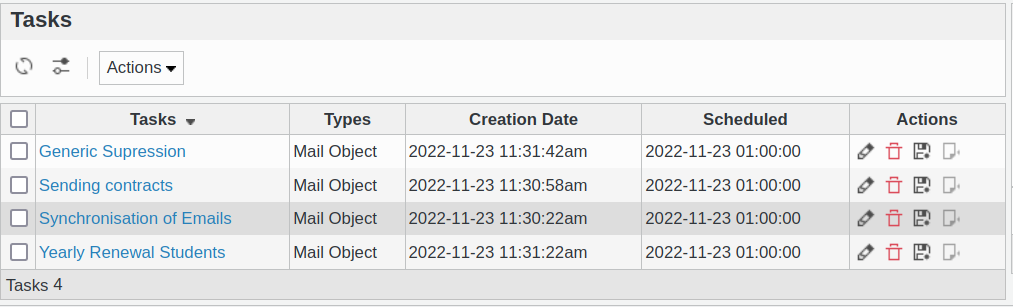 Tasks
Actions
Tasks Types Creation Date Scheduled Actions
Generic Supression Mail Object 2022-11-23 11:31:42am 2022-11-23 01:00:00
Sending contracts Mail Object 2022-11-23 11:30:58am 2022-11-23 01:00:00
Synchronisation of Emails Mail Object 2022-11-23 11:30:22am 2022-11-23 01:00:00
Yearly Renewal Students Mail Object 2022-11-23 11:31:22am 2022-11-23 01:00:00
Tasks 4